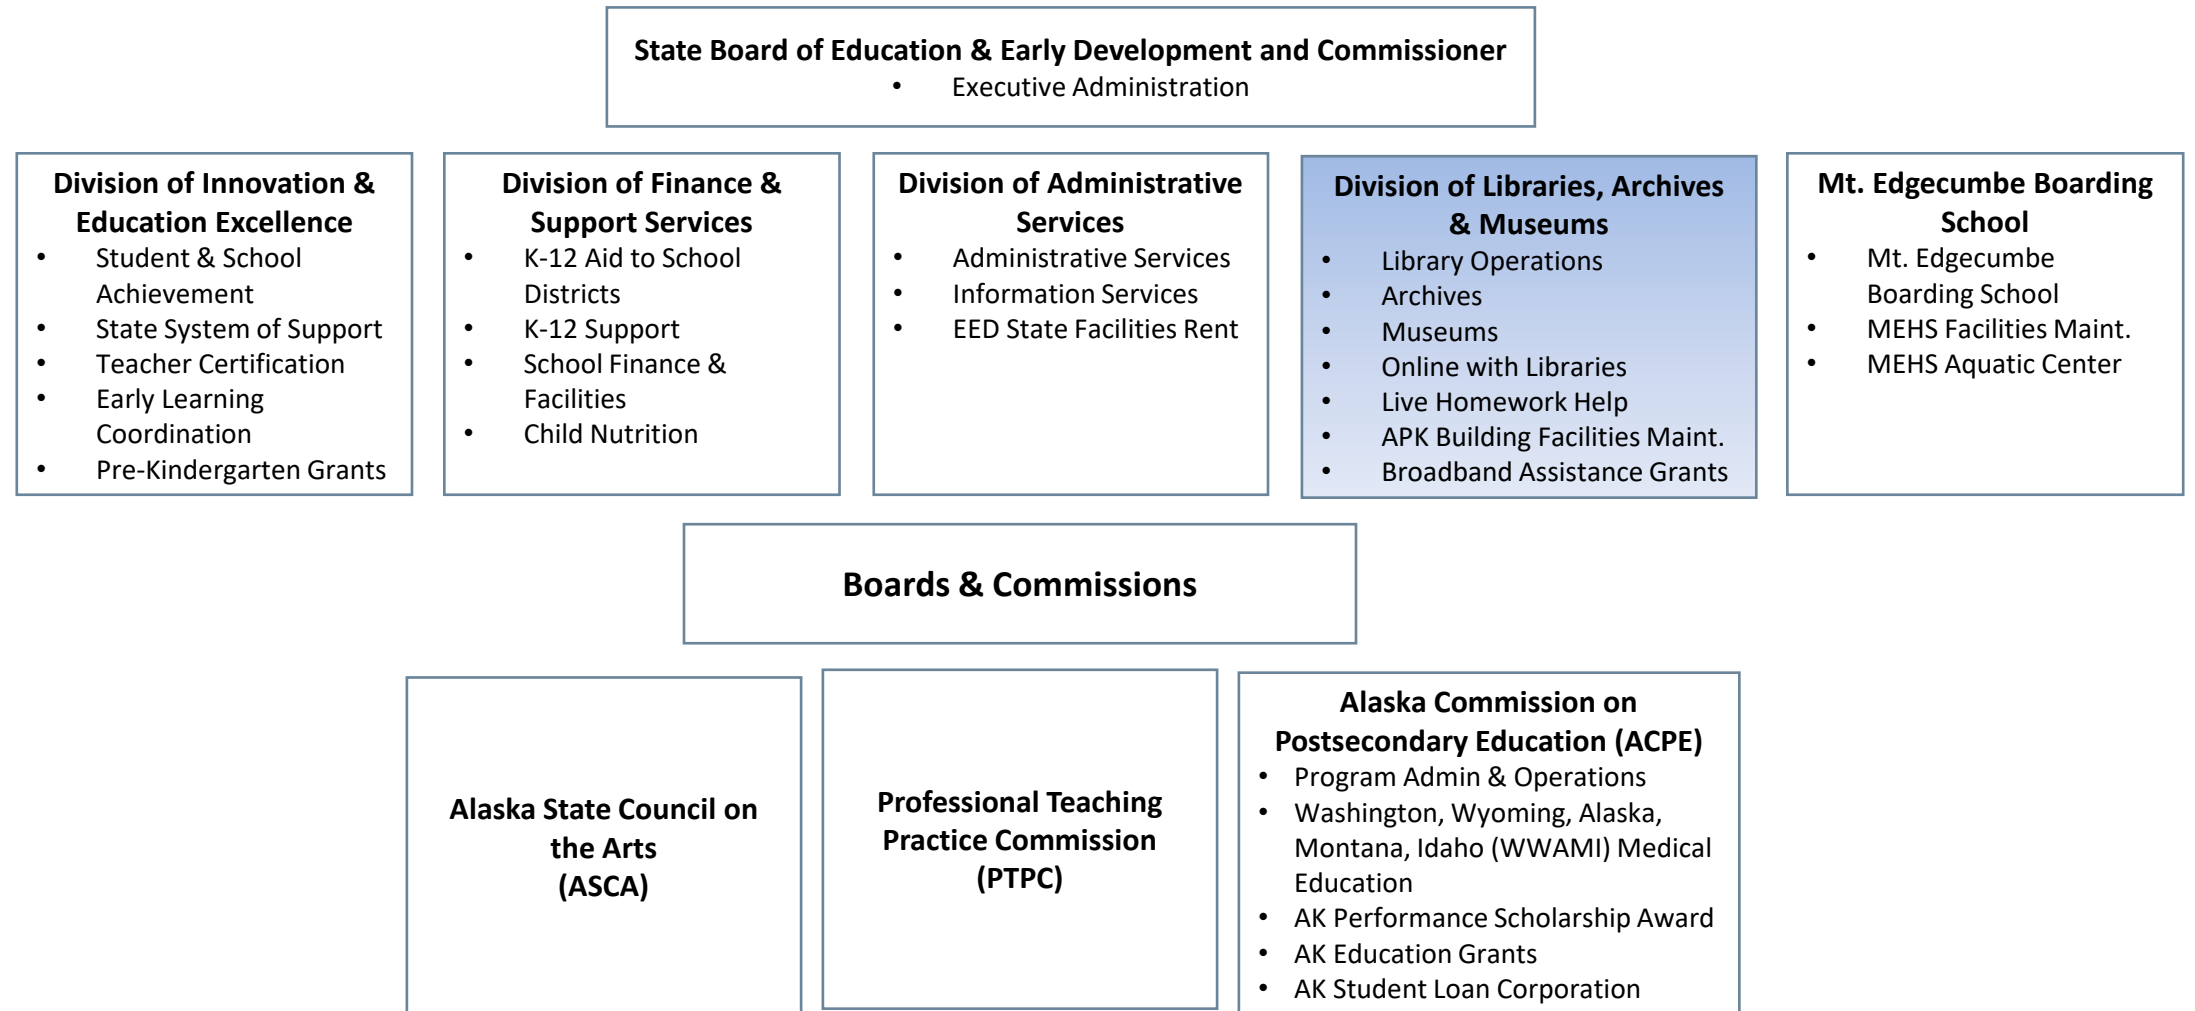 State Board of Education & Early Development and Commissioner
• Executive Administration
Division of Innovation &
Education Excellence
• Student & School
Achievement
• State System of Support
• Teacher Certification
• Early Learning
Coordination
• Pre-Kindergarten Grants
Division of Finance &
Support Services
• K-12 Aid to School
Districts
• K-12 Support
• School Finance &
Facilities
• Child Nutrition
Division of Administrative
Services
• Administrative Services
• Information Services
• EED State Facilities Rent
Division of Libraries, Archives
& Museums
• Library Operations
• Archives
• Museums
• Online with Libraries
• Live Homework Help
• APK Building Facilities Maint.
• Broadband Assistance Grants
Mt. Edgecumbe Boarding
School
• Mt. Edgecumbe
Boarding School
• MEHS Facilities Maint.
• MEHS Aquatic Center
Boards & Commissions
Alaska State Council on
the Arts
(ASCA)
Professional Teaching
Practice Commission
(PTPC)
Alaska Commission on
Postsecondary Education (ACPE)
• Program Admin & Operations
• Washington, Wyoming, Alaska,
Montana, Idaho (WWAMI) Medical
Education
• AK Performance Scholarship Award
• AK Education Grants
• AK Student Loan Corporation